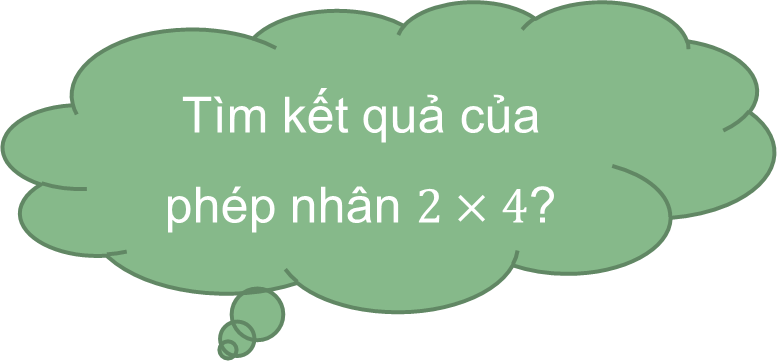 Tìm kết quả của
phép nhân 2 × 4?